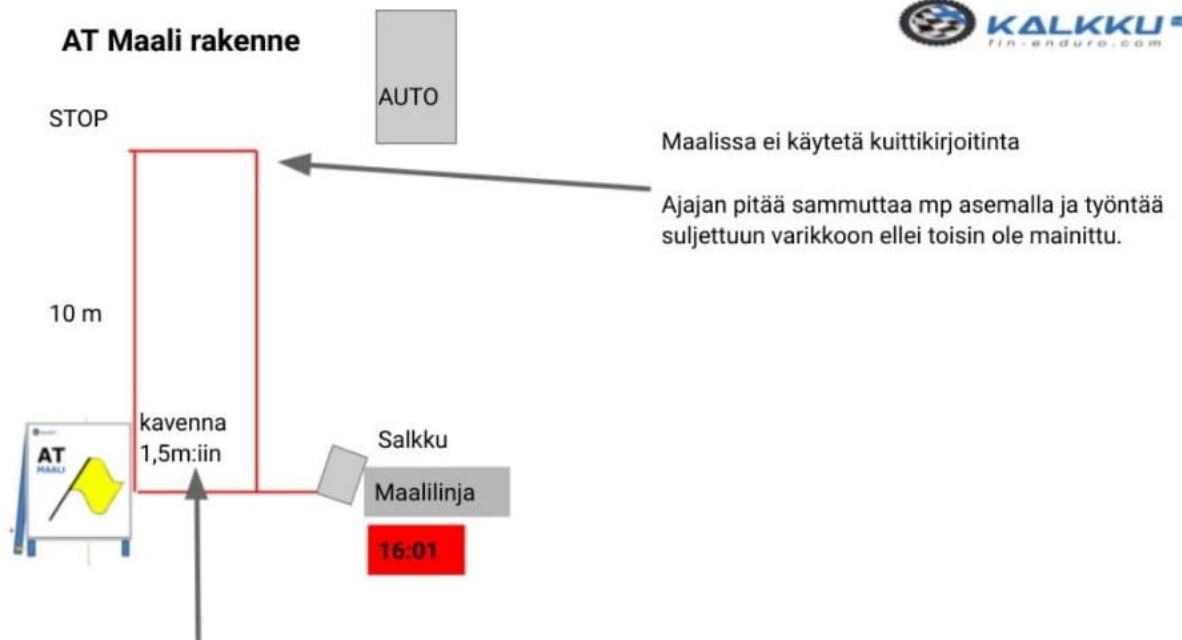 AT Maali rakenne
KALKKU
fin-enduro.com
AUTO
STOP
Maalissa ei käytetä kuittikirjoitinta
Ajajan pitää sammuttaa mp asemalla ja työntää
suljettuun varikkoon ellei toisin ole mainittu.
10 m
kavenna
1,5m:iin
AT
MAALI
Salkku
Maalilinja
16:01